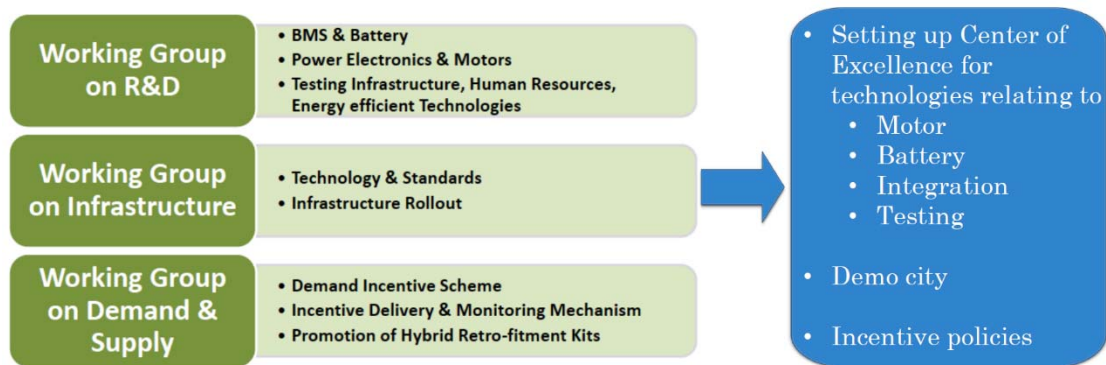 Working Group
on R&D
• BMS & Battery
• Power Electronics & Motors
• Testing Infrastructure, Human Resources,
Energy efficient Technologies
Working Group
on Infrastructure
• Technology & Standards
• Infrastructure Rollout
Working Group
on Demand &
Supply
• Demand Incentive Scheme
• Incentive Delivery & Monitoring Mechanism
• Promotion of Hybrid Retro-fitment Kits
• Setting up Center of
Excellence for
technologies relating to
• Motor
• Battery
• Integration
• Testing
• Demo city
• Incentive policies